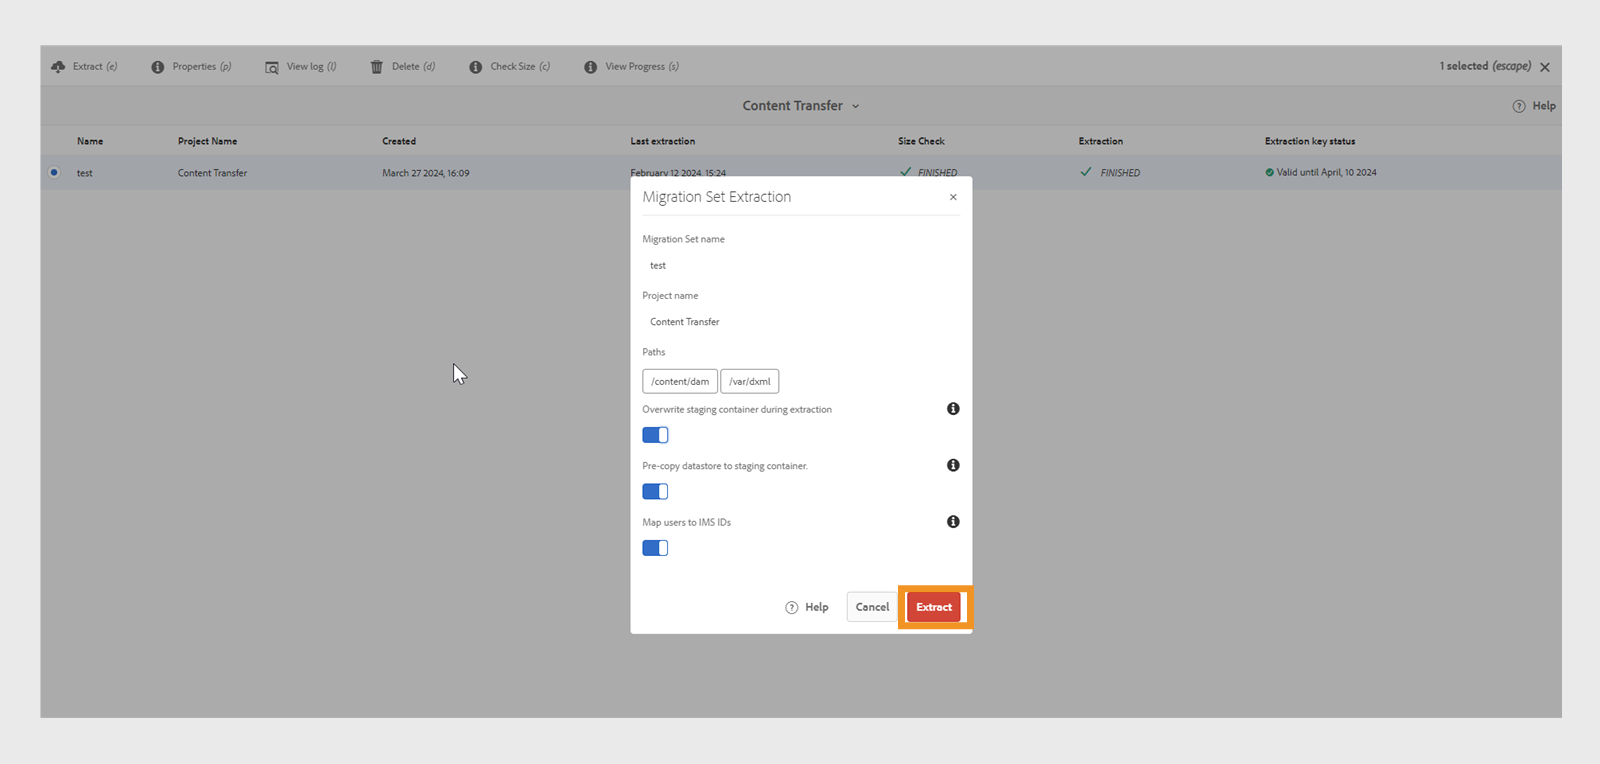 Extract (e) Properties (p) View log (l) Delete (d) Check Size (c) View Progress (s) 1 selected (escape)
Content Transfer Help
Name Project Name Created Last extraction Size Check Extraction Extraction key status
test Content Transfer March 27 2024, 16:09 February 12 2024, 15:24 FINISHED FINISHED Valid until April, 10 2024
Migration Set Extraction
Migration Set name
test
Project name
Content Transfer
Paths
/content/dam /var/dxml
Overwrite staging container during extraction
Pre-copy datastore to staging container.
Map users to IMS IDs
Help Cancel Extract